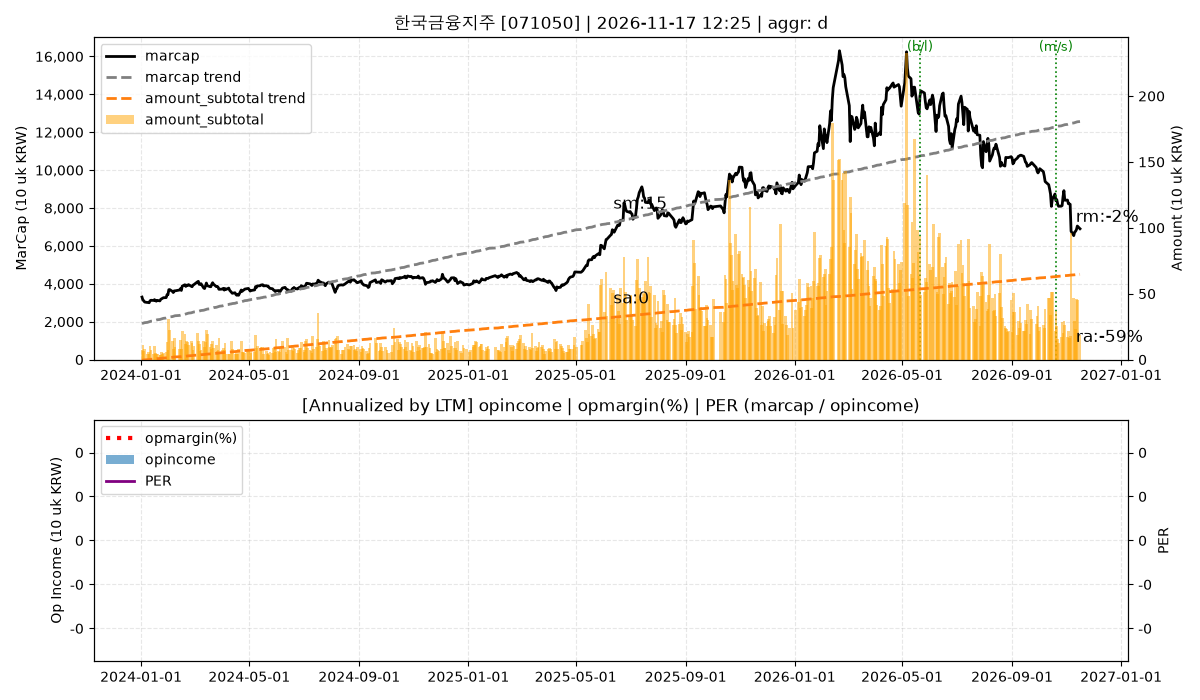 한국금융지주 [071050] | 2026-11-17 12:25 | aggr: d
marcap
marcap trend
amount_subtotal trend
amount_subtotal
(b/l)
(m/s)
MarCap (10 uk KRW)
16,000
14,000
12,000
10,000
8,000
6,000
4,000
2,000
0
sm:15
sa:0
rm:-2%
ra:-59%
200
150
100
50
0
Amount (10 uk KRW)
2024-01-01 2024-05-01 2024-09-01 2025-01-01 2025-05-01 2025-09-01 2026-01-01 2026-05-01 2026-09-01 2027-01-01
[Annualized by LTM] opincome | opmargin(%) | PER (marcap / opincome)
opmargin(%)
opincome
PER
Op Income (10 uk KRW)
0
0
0
-0
-0
0
0
0
-0
-0
PER
2024-01-01 2024-05-01 2024-09-01 2025-01-01 2025-05-01 2025-09-01 2026-01-01 2026-05-01 2026-09-01 2027-01-01